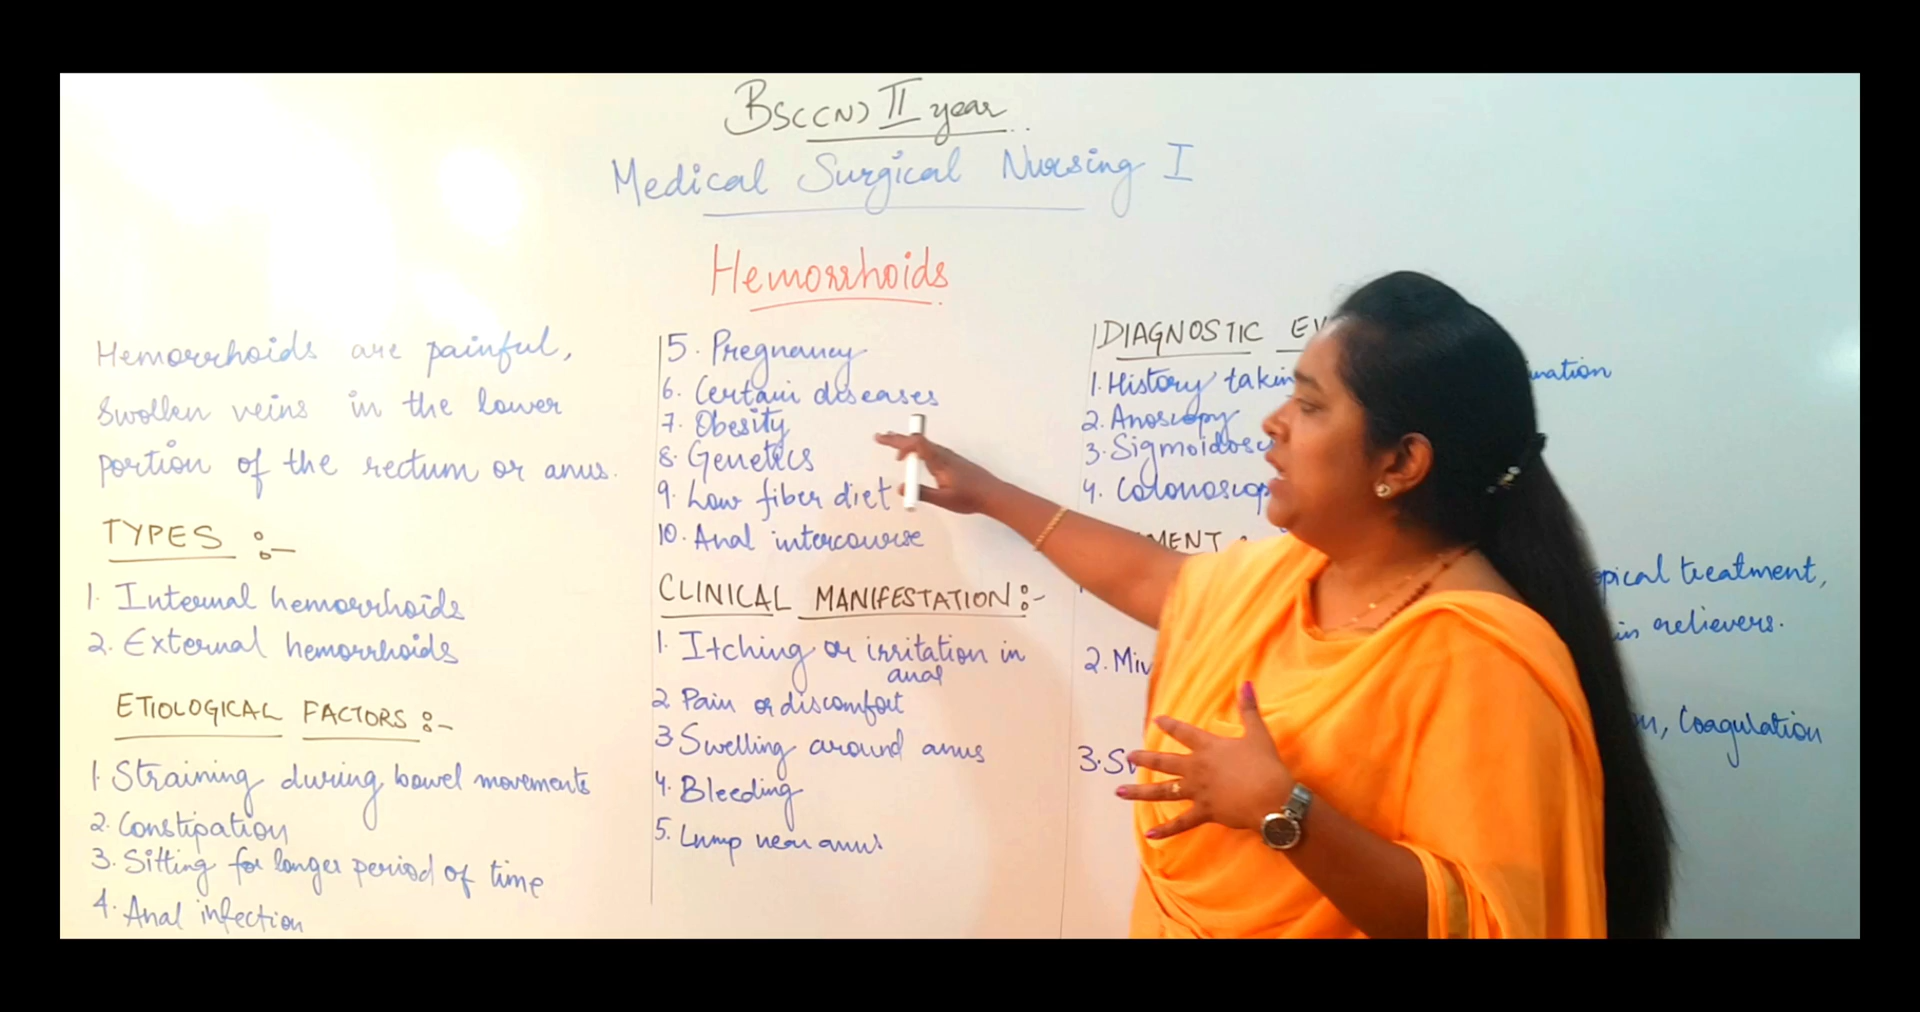 BSC(N) II year
Medical Surgical Nursing I
Hemorrhoids
Hemorrhoids are painful,
swollen veins in the lower
portion of the rectum or anus.
TYPES :-
1. Internal hemorrhoids
2. External hemorrhoids
ETIOLOGICAL FACTORS :-
1. Straining during bowel movements
2. Constipation
3. Sitting for longer period of time
4. Anal infection
5. Pregnancy
6. Certain diseases
7. Obesity
8. Genetics
9. Low fiber diet
10. Anal intercourse
CLINICAL MANIFESTATION :-
1. Itching or irritation in
anal
2. Pain or discomfort
3. Swelling around anus
4. Bleeding
5. Lump near anus
DIAGNOSTIC
1. History
2. Anoscopy
3.
4.
treatment,
relievers.
2.
Coagulation
3.